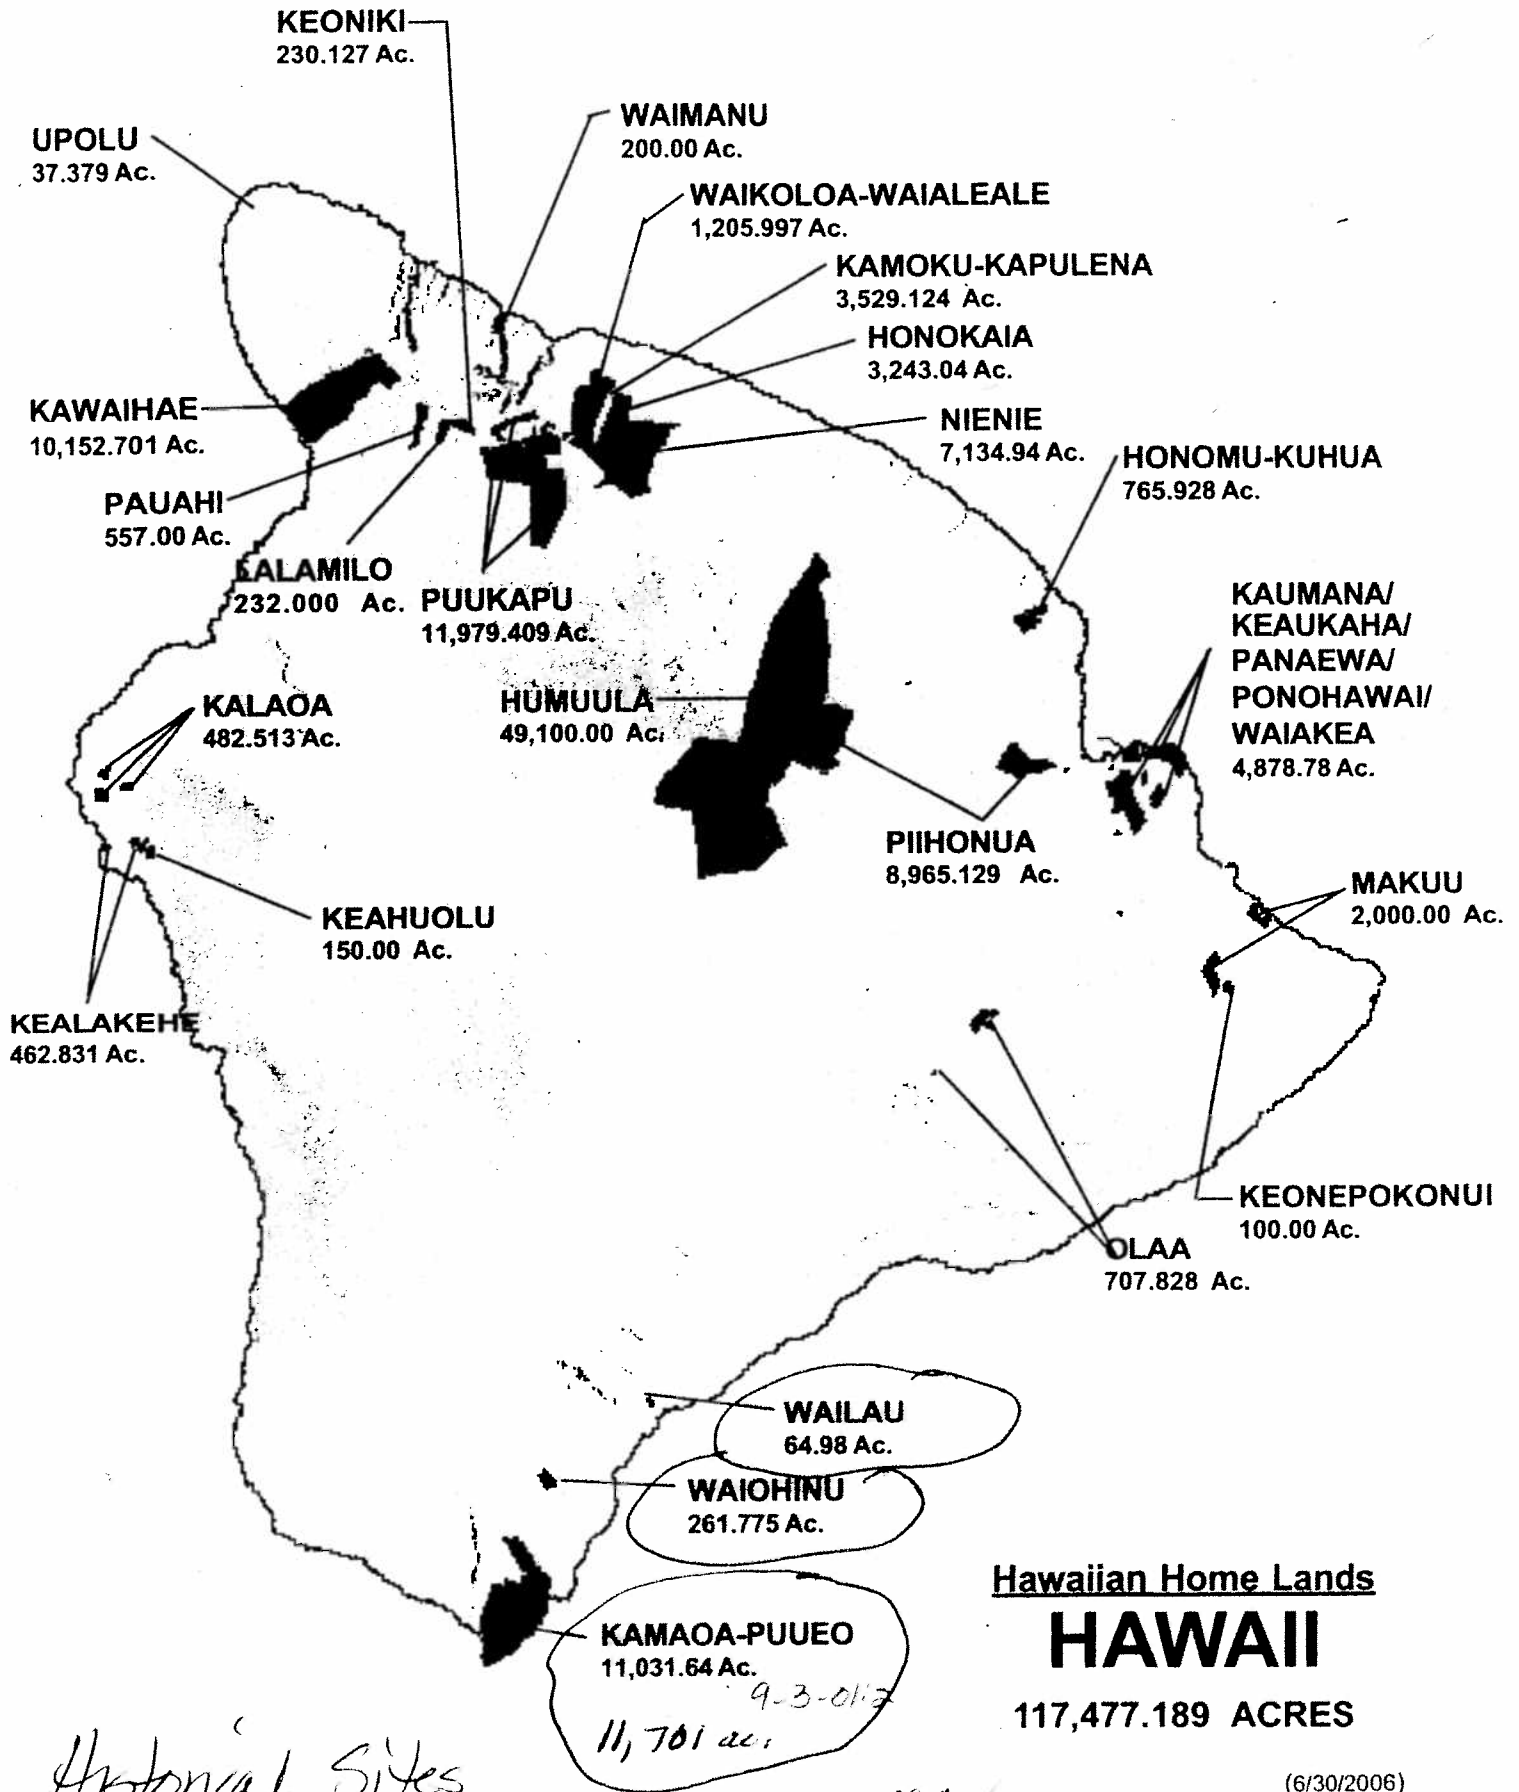 KEONIKI
230.127 Ac.
WAIMANU
200.00 Ac.
UPOLU
37.379 Ac.
WAIKOLOA-WAIALEALE
1,205.997 Ac.
KAMOKU-KAPULENA
3,529.124 Ac.
HONOKAIA
3,243.04 Ac.
KAWAIHAE
10,152.701 Ac.
NIENIE
7,134.94 Ac.
HONOMU-KUHUA
765.928 Ac.
PAUAHI
557.00 Ac.
LALAMILO
232.000 Ac.
PUUKAPU
11,979.409 Ac.
KAUMANA/
KEAUKAHA/
PANAEWA/
PONOHAWAI/
WAIAKEA
4,878.78 Ac.
HUMUULA
49,100.00 Ac.
KALAOA
482.513 Ac.
PIIHONUA
8,965.129 Ac.
MAKUU
2,000.00 Ac.
KEAHUOLU
150.00 Ac.
KEALAKEHE
462.831 Ac.
KEONEPOKONUI
100.00 Ac.
OLAA
707.828 Ac.
WAILAU
64.98 Ac.
WAIOHINU
261.775 Ac.
KAMAOA-PUUEO
11,031.64 Ac.
11,701 ac.
Hawaiian Home Lands
HAWAII
117,477.189 ACRES
Historical Sites
(6/30/2006)